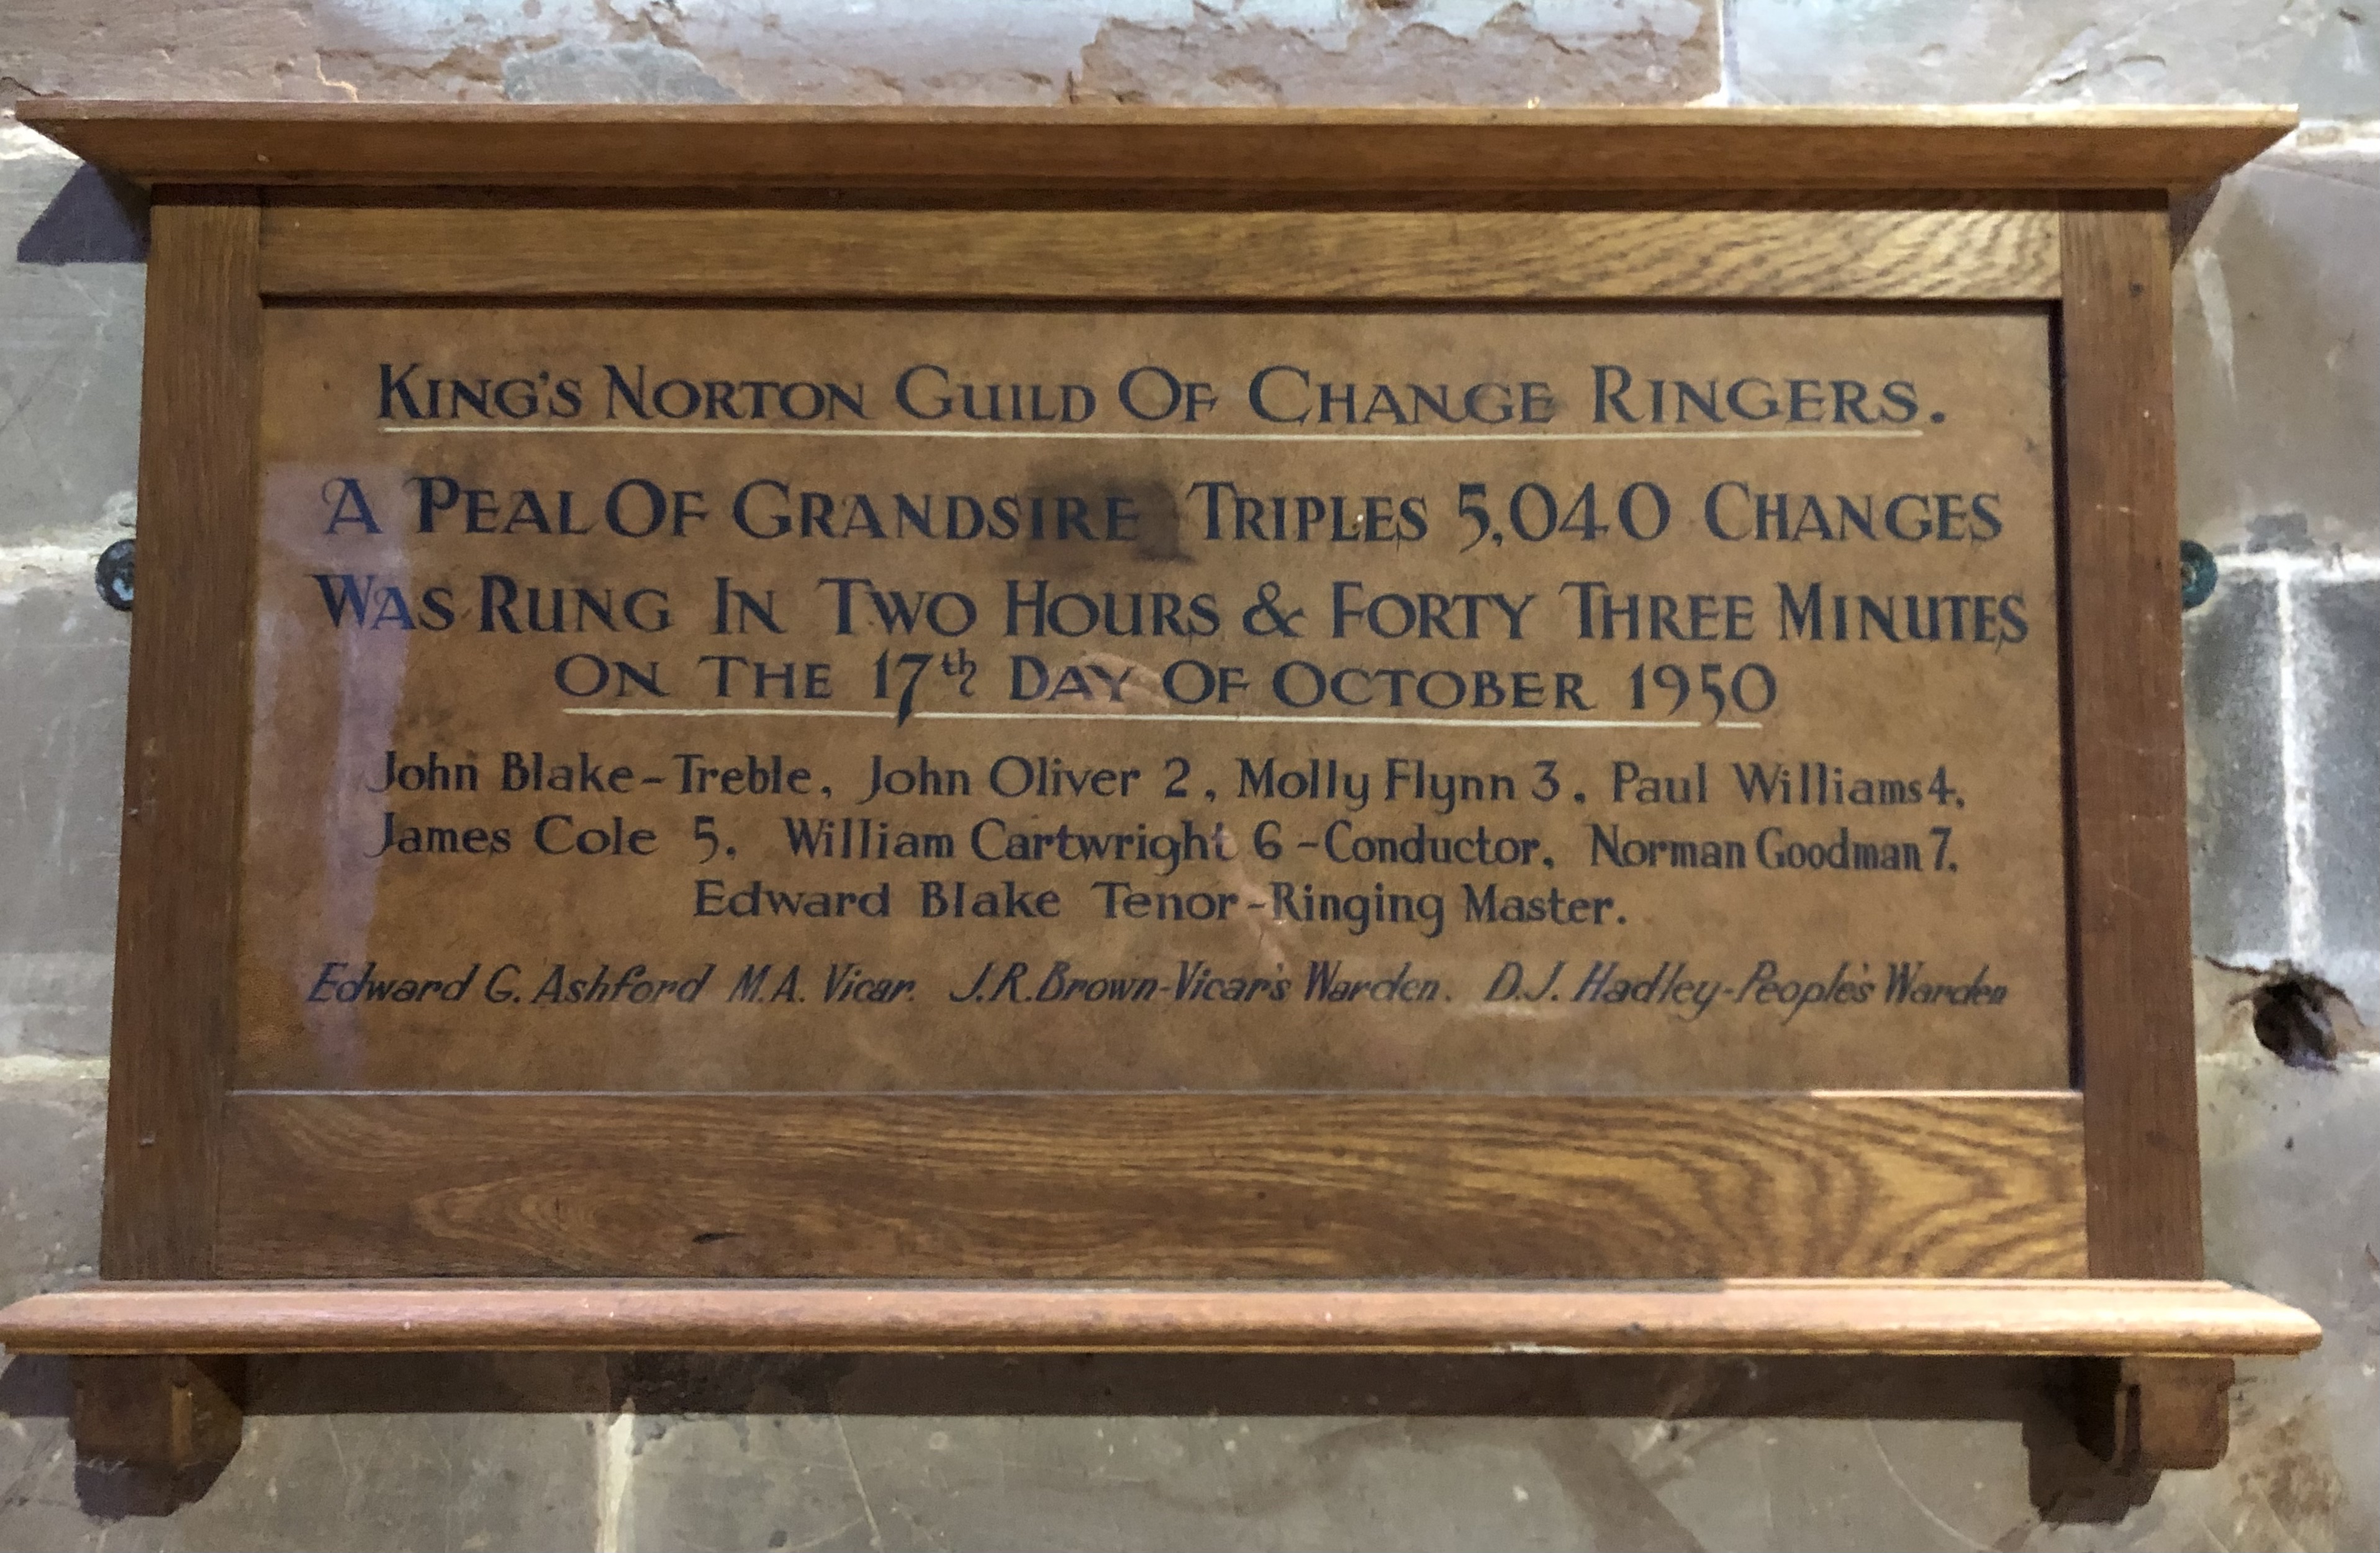 KING'S NORTON GUILD OF CHANGE RINGERS.
A PEAL OF GRANDSIRE TRIPLES 5,040 CHANGES
WAS RUNG IN TWO HOURS & FORTY THREE MINUTES
ON THE 17th DAY OF OCTOBER 1950
John Blake-Treble, John Oliver 2, Molly Flynn 3, Paul Williams 4,
James Cole 5, William Cartwright 6-Conductor, Norman Goodman 7,
Edward Blake Tenor-Ringing Master.
Edward G. Ashford M.A. Vicar. J.R.Brown-Vicar's Warden. D.J. Hadley-People's Warden